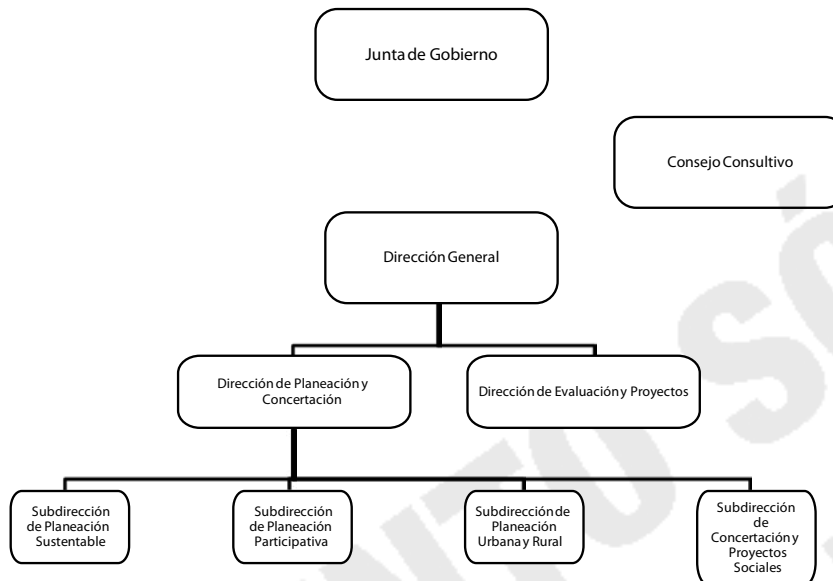 Junta de Gobierno
Consejo Consultivo
Dirección General
Dirección de Planeación y
Concertación
Dirección de Evaluación y Proyectos
Subdirección
de Planeación
Sustentable
Subdirección
de Planeación
Participativa
Subdirección de
Planeación
Urbana y Rural
Subdirección
de
Concertación y
Proyectos
Sociales